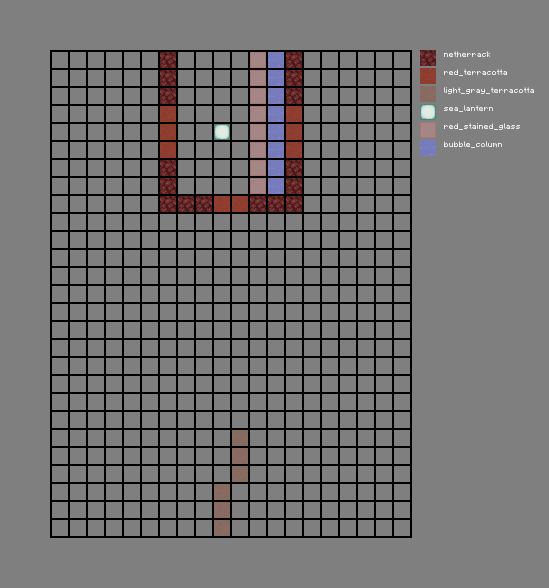 netherrack
red_terracotta
light_gray_terracotta
sea_lantern
red_stained_glass
bubble_column